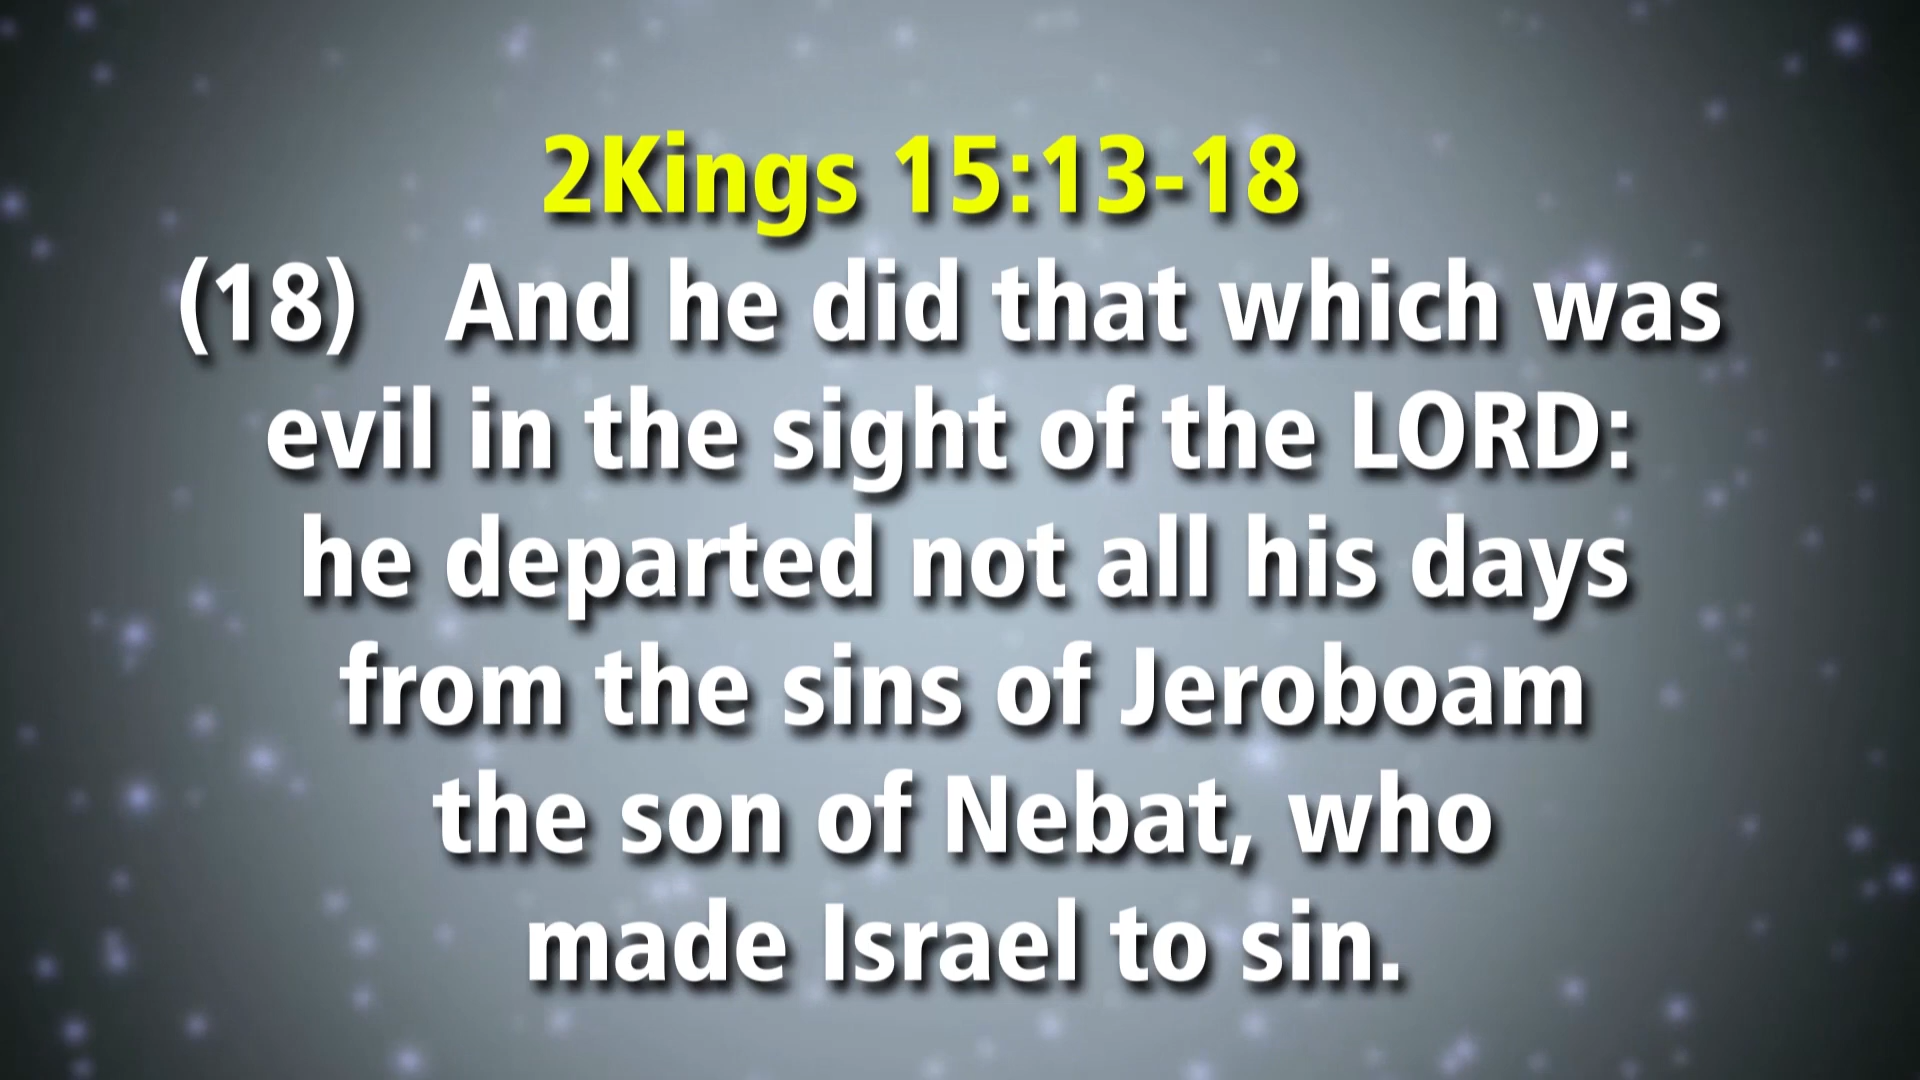 2Kings 15:13-18
(18)   And he did that which was
evil in the sight of the LORD:
he departed not all his days
from the sins of Jeroboam
the son of Nebat, who
made Israel to sin.